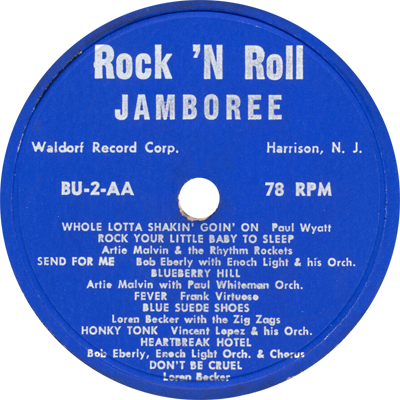 Rock 'N Roll
JAMBOREE
Waldorf Record Corp. Harrison, N. J.
BU-2-AA 78 RPM
WHOLE LOTTA SHAKIN' GOIN' ON Paul Wyatt
ROCK YOUR LITTLE BABY TO SLEEP
Artie Malvin & the Rhythm Rockets
SEND FOR ME Bob Eberly with Enoch Light & his Orch.
BLUEBERRY HILL
Artie Malvin with Paul Whiteman Orch.
FEVER Frank Virtuoso
BLUE SUEDE SHOES
Loren Becker with the Zig Zags
HONKY TONK Vincent Lopez & his Orch.
HEARTBREAK HOTEL
Bob Eberly, Enoch Light Orch. & Chorus
DON'T BE CRUEL
Loren Becker